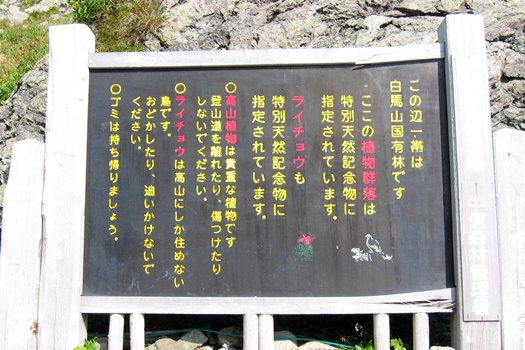 この辺一帯は
白馬山国有林です
・ここの植物群落は
特別天然記念物に
指定されています。
ライチョウも
特別天然記念物に
指定されています。
○高山植物は貴重な植物です
登山道を離れたり、傷つけたり
しないでください。
○ライチョウは高山にしか住めない
鳥です。
おどかしたり、追いかけないで
ください。
○ゴミは持ち帰りましょう。
中信森林管理署